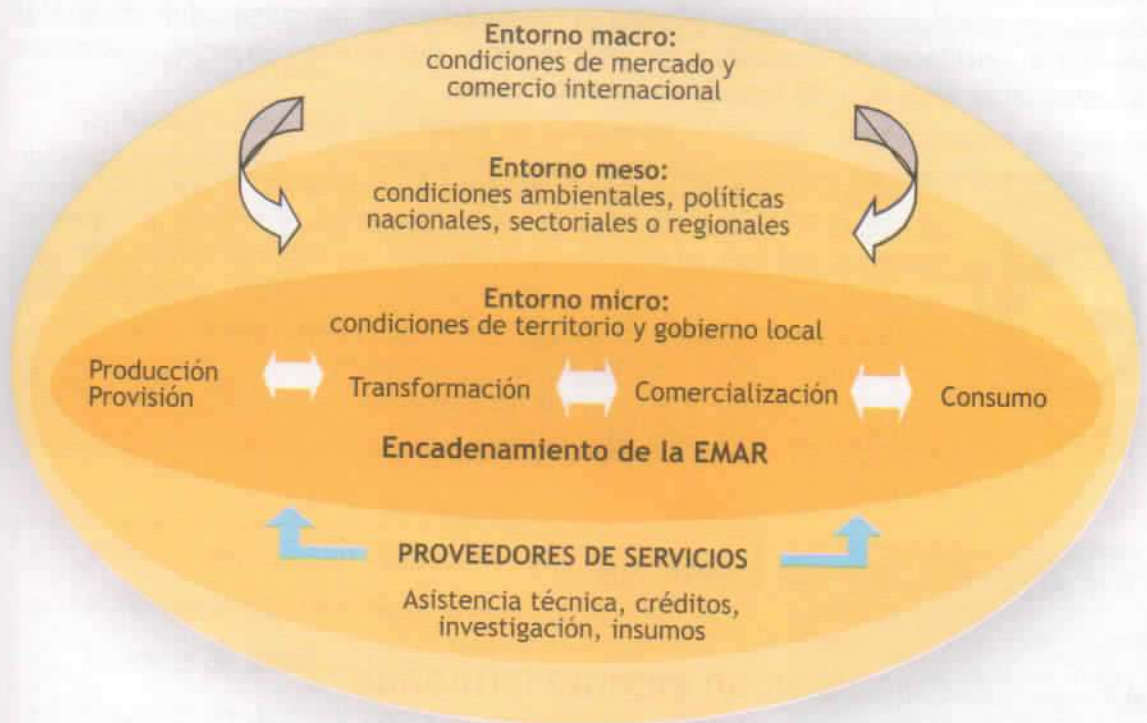 Entorno macro:
condiciones de mercado y
comercio internacional
Entorno meso:
condiciones ambientales, políticas
nacionales, sectoriales o regionales
Entorno micro:
condiciones de territorio y gobierno local
Producción
Provisión
Transformación
Comercialización
Consumo
Encadenamiento de la EMAR
PROVEEDORES DE SERVICIOS
Asistencia técnica, créditos,
investigación, insumos